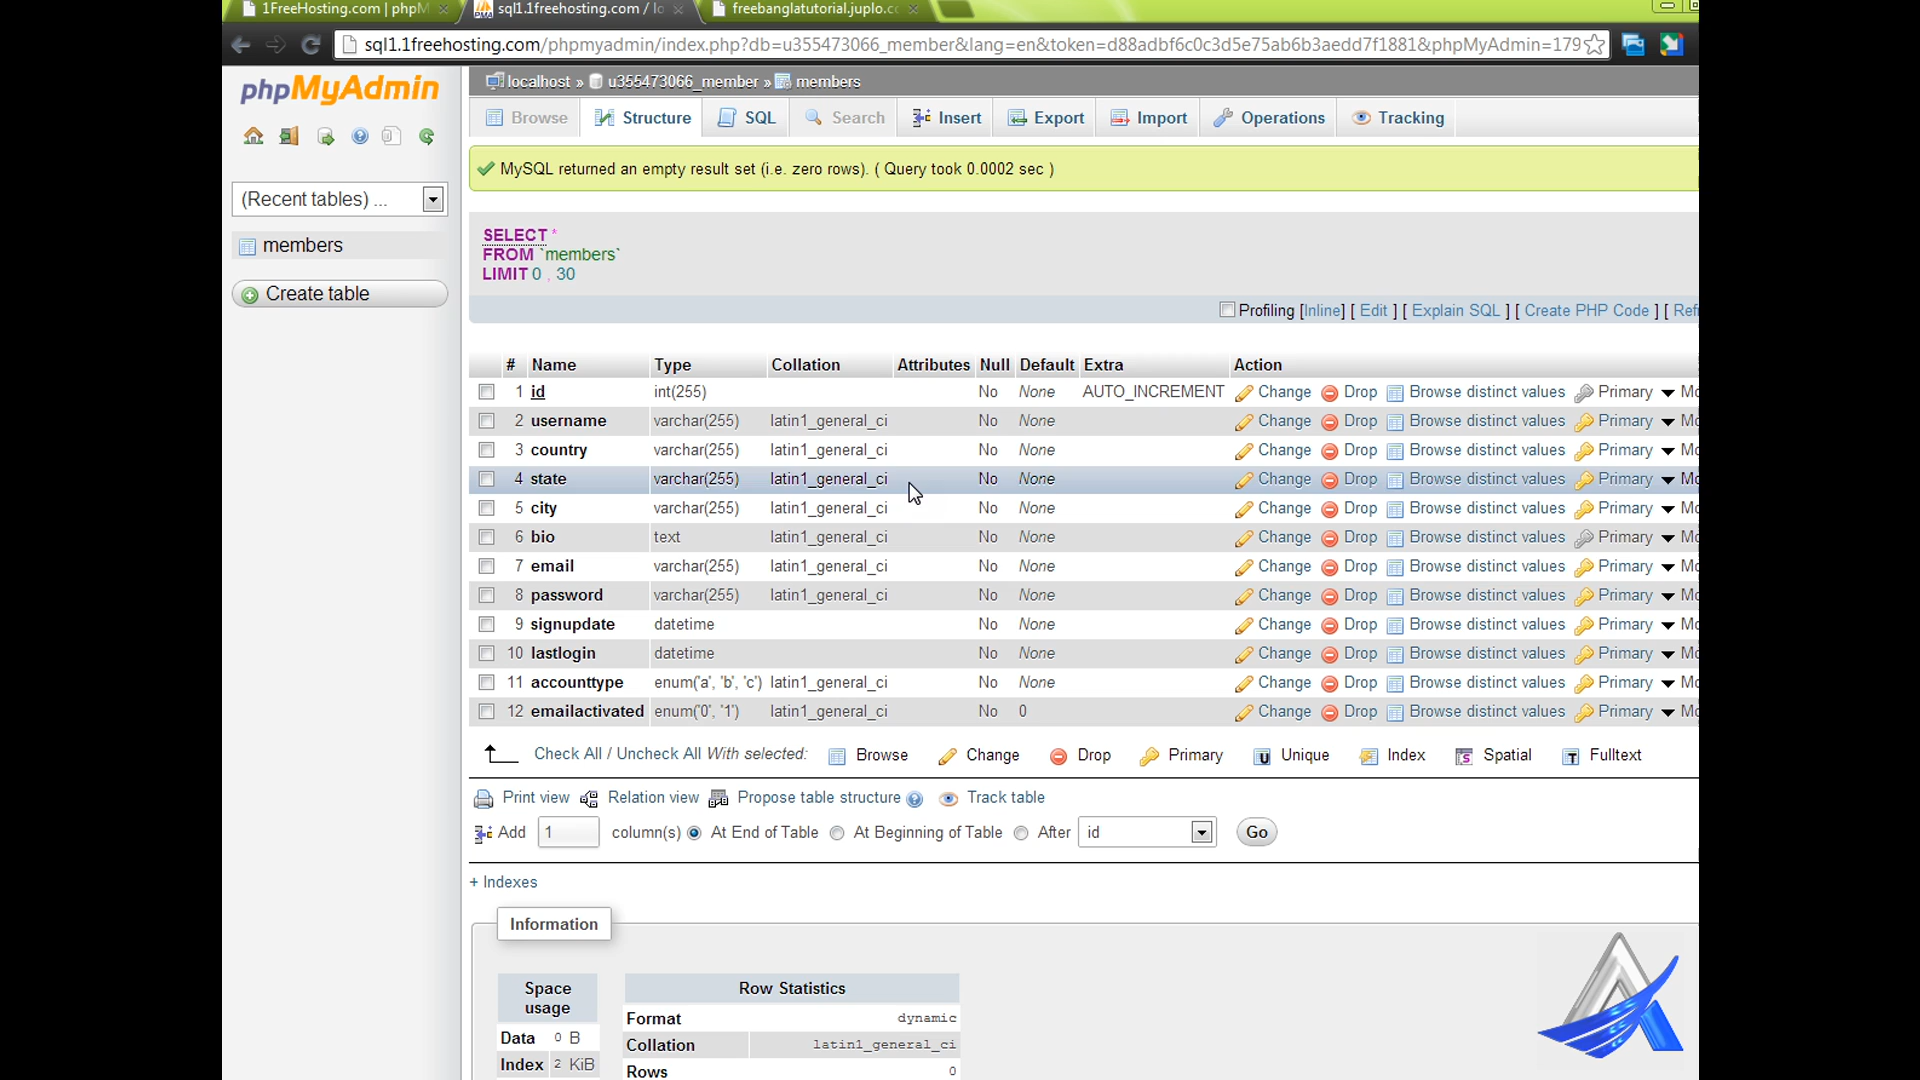 1FreeHosting.com | phpM
sql1.1freehosting.com / lo
freebanglatutorial.juplo.c
sql1.1freehosting.com/phpmyadmin/index.php?db=u355473066_member&lang=en&token=d88adbf6c0c3d5e75ab6b3aedd7f1881&phpMyAdmin=179
phpMyAdmin
(Recent tables) ...
members
Create table
localhost » u355473066_member » members
Browse Structure SQL Search Insert Export Import Operations Tracking
MySQL returned an empty result set (i.e. zero rows). ( Query took 0.0002 sec )
SELECT *
FROM `members`
LIMIT 0 , 30
Profiling [Inline] [ Edit ] [ Explain SQL ] [ Create PHP Code ] [ Ref
# Name Type Collation Attributes Null Default Extra Action
1 id int(255) No None AUTO_INCREMENT Change Drop Browse distinct values Primary Mo
2 username varchar(255) latin1_general_ci No None Change Drop Browse distinct values Primary Mo
3 country varchar(255) latin1_general_ci No None Change Drop Browse distinct values Primary Mo
4 state varchar(255) latin1_general_ci No None Change Drop Browse distinct values Primary Mo
5 city varchar(255) latin1_general_ci No None Change Drop Browse distinct values Primary Mo
6 bio text latin1_general_ci No None Change Drop Browse distinct values Primary Mo
7 email varchar(255) latin1_general_ci No None Change Drop Browse distinct values Primary Mo
8 password varchar(255) latin1_general_ci No None Change Drop Browse distinct values Primary Mo
9 signupdate datetime No None Change Drop Browse distinct values Primary Mo
10 lastlogin datetime No None Change Drop Browse distinct values Primary Mo
11 accounttype enum('a', 'b', 'c') latin1_general_ci No None Change Drop Browse distinct values Primary Mo
12 emailactivated enum('0', '1') latin1_general_ci No 0 Change Drop Browse distinct values Primary Mo
Check All / Uncheck All With selected: Browse Change Drop Primary Unique Index Spatial Fulltext
Print view Relation view Propose table structure Track table
Add 1 column(s) At End of Table At Beginning of Table After id Go
+ Indexes
Information
Space usage
Data 0 B
Index 2 KiB
Row Statistics
Format dynamic
Collation latin1_general_ci
Rows 0